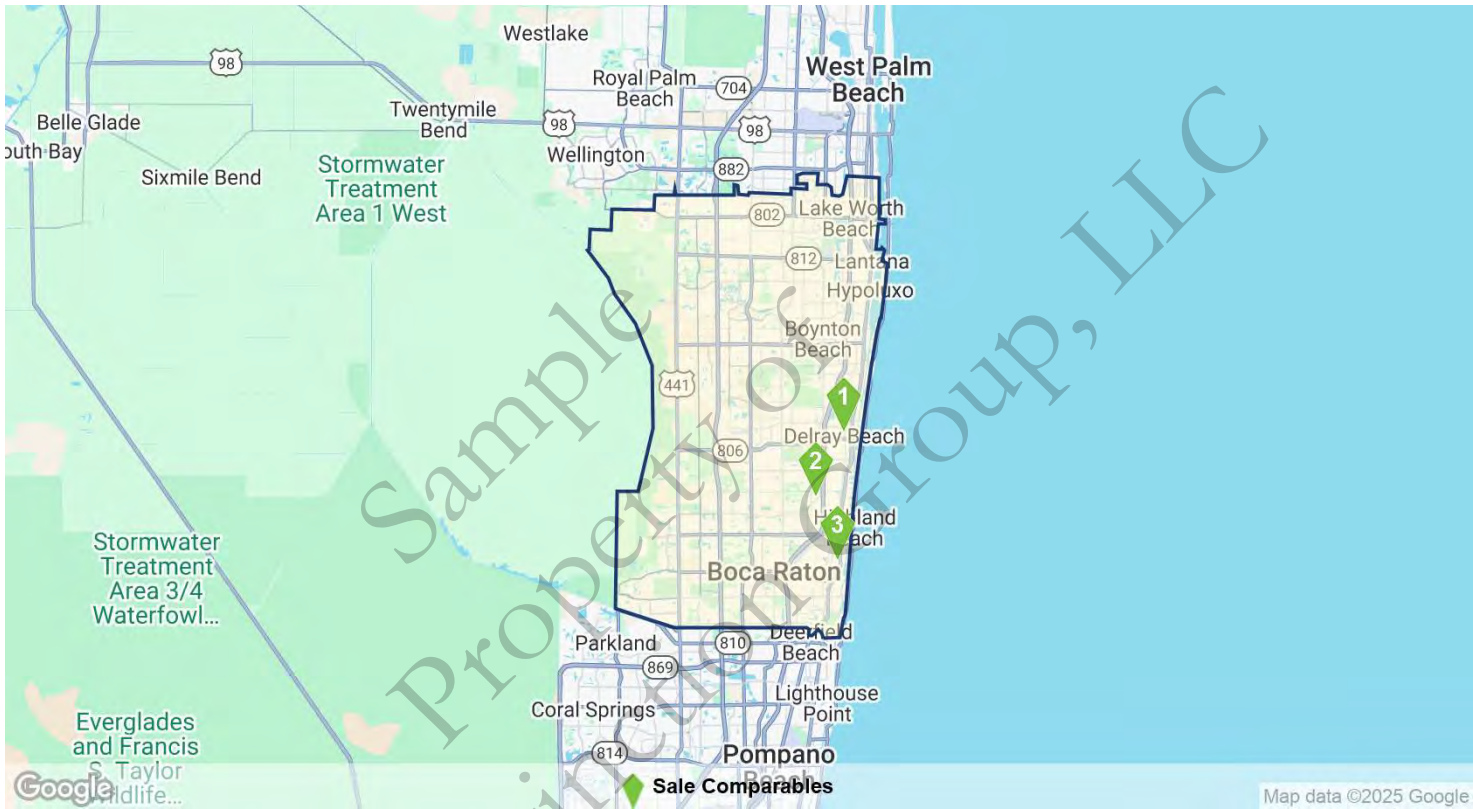 Westlake
98
West Palm
Beach
Royal Palm
Beach
704
Twentymile
Bend
98
98
Belle Glade
outh Bay
Wellington
Sixmile Bend
Stormwater
Treatment
Area 1 West
882
802
Lake Worth
Beach
812
Lantana
Hypoluxo
Boynton
Beach
441
1
Delray Beach
806
2
3
Highland
Beach
Stormwater
Treatment
Area 3/4
Waterfowl...
Boca Raton
Parkland
810
Deerfield
Beach
869
Lighthouse
Point
Coral Springs
Everglades
and Francis
S. Taylor
Wildlife...
814
Pompano
Beach
Sample
Property of
inction Group, LLC
Google
Sale Comparables
Map data ©2025 Google